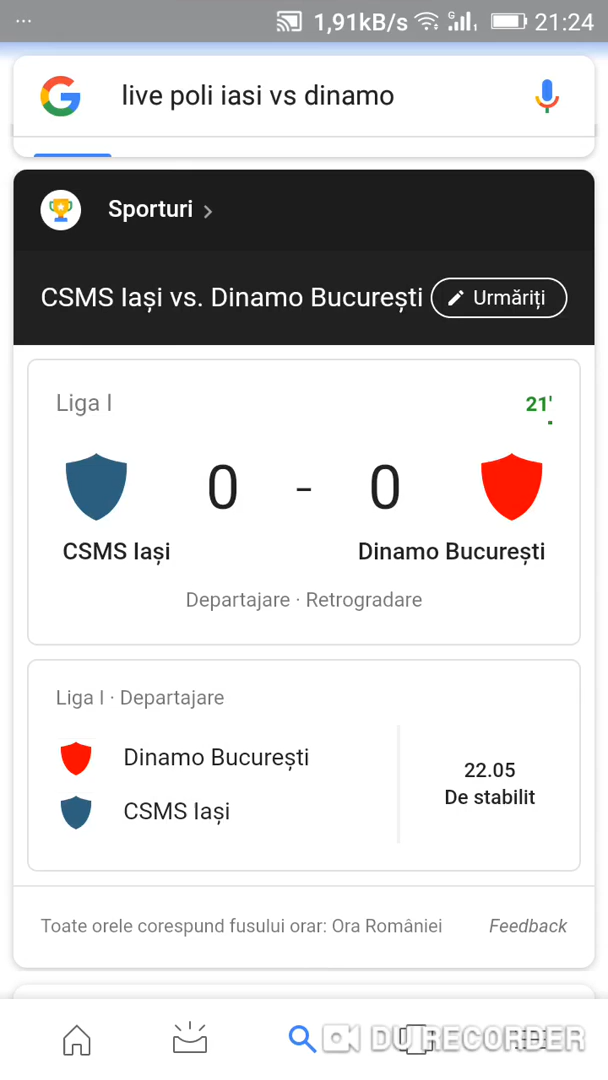 ... 1,91kB/s G 21:24
live poli iasi vs dinamo
Sporturi
CSMS Iași vs. Dinamo București Urmăriți
Liga I 21'
0 - 0
CSMS Iași Dinamo București
Departajare · Retrogradare
Liga I · Departajare
Dinamo București
22.05
De stabilit
CSMS Iași
Toate orele corespund fusului orar: Ora României Feedback
DU RECORDER